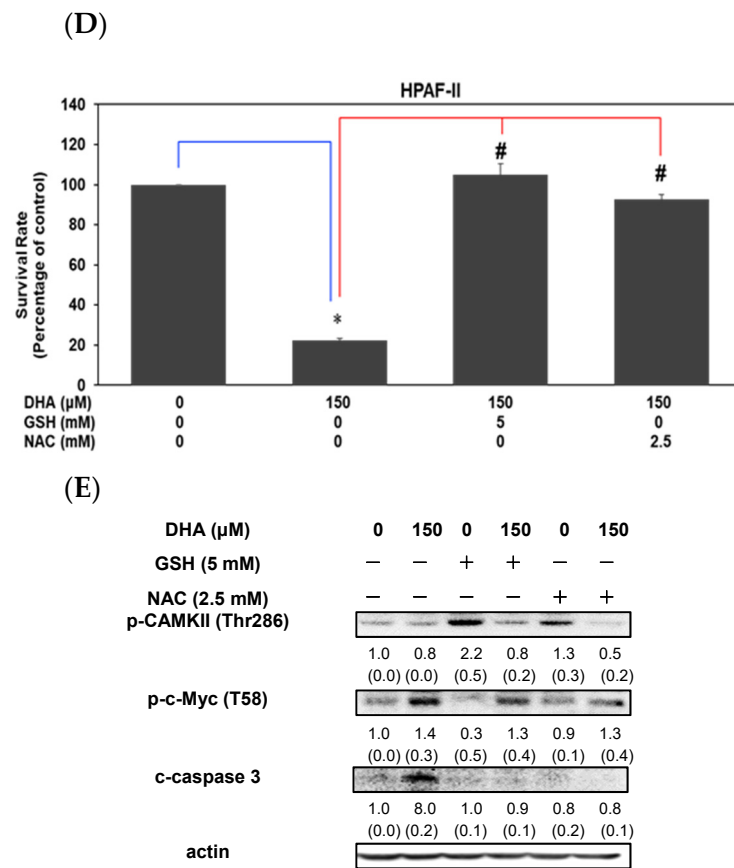 (D)
HPAF-II
Survival Rate
(Percentage of control)
140
120
100
80
60
40
20
0
*
#
#
DHA (µM) 0 150 150 150
GSH (mM) 0 0 5 0
NAC (mM) 0 0 0 2.5
(E)
DHA (µM) 0 150 0 150 0 150
GSH (5 mM) − − + + − −
NAC (2.5 mM) − − − − + +
p-CAMKII (Thr286)
1.0 0.8 2.2 0.8 1.3 0.5
(0.0) (0.0) (0.5) (0.2) (0.3) (0.2)
p-c-Myc (T58)
1.0 1.4 0.3 1.3 0.9 1.3
(0.0) (0.3) (0.5) (0.4) (0.1) (0.4)
c-caspase 3
1.0 8.0 1.0 0.9 0.8 0.8
(0.0) (0.2) (0.1) (0.1) (0.2) (0.1)
actin